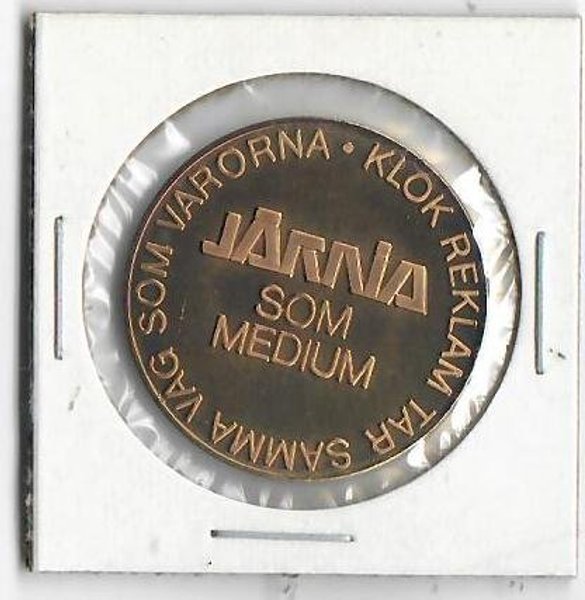 KLOK REKLAM TAR SAMMA VÄG SOM VARORNA •
JÄRNIA
SOM
MEDIUM